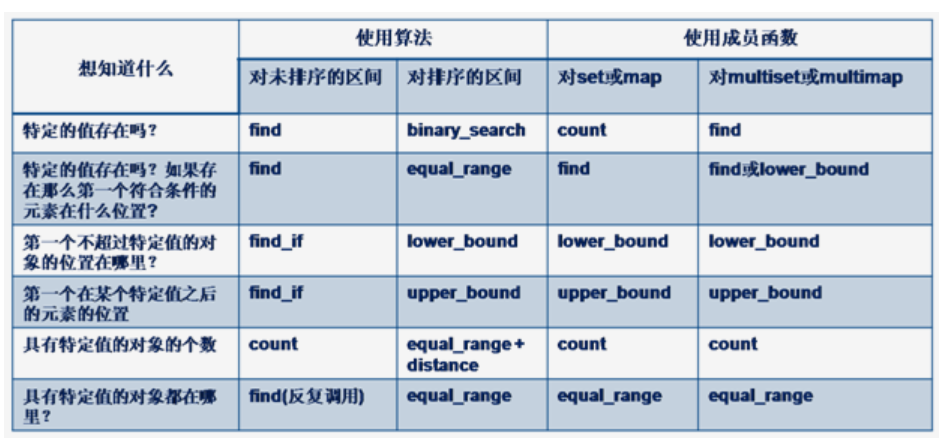 想知道什么
使用算法
使用成员函数
对未排序的区间
对排序的区间
对set或map
对multiset或multimap
特定的值存在吗?
find
binary_search
count
find
特定的值存在吗?如果存
在那么第一个符合条件的
元素在什么位置?
find
equal_range
find
find或lower_bound
第一个不超过特定值的对
象的位置在哪里?
find_if
lower_bound
lower_bound
lower_bound
第一个在某个特定值之后
的元素的位置
find_if
upper_bound
upper_bound
upper_bound
具有特定值的对象的个数
count
equal_range+
distance
count
count
具有特定值的对象都在哪
里?
find(反复调用)
equal_range
equal_range
equal_range